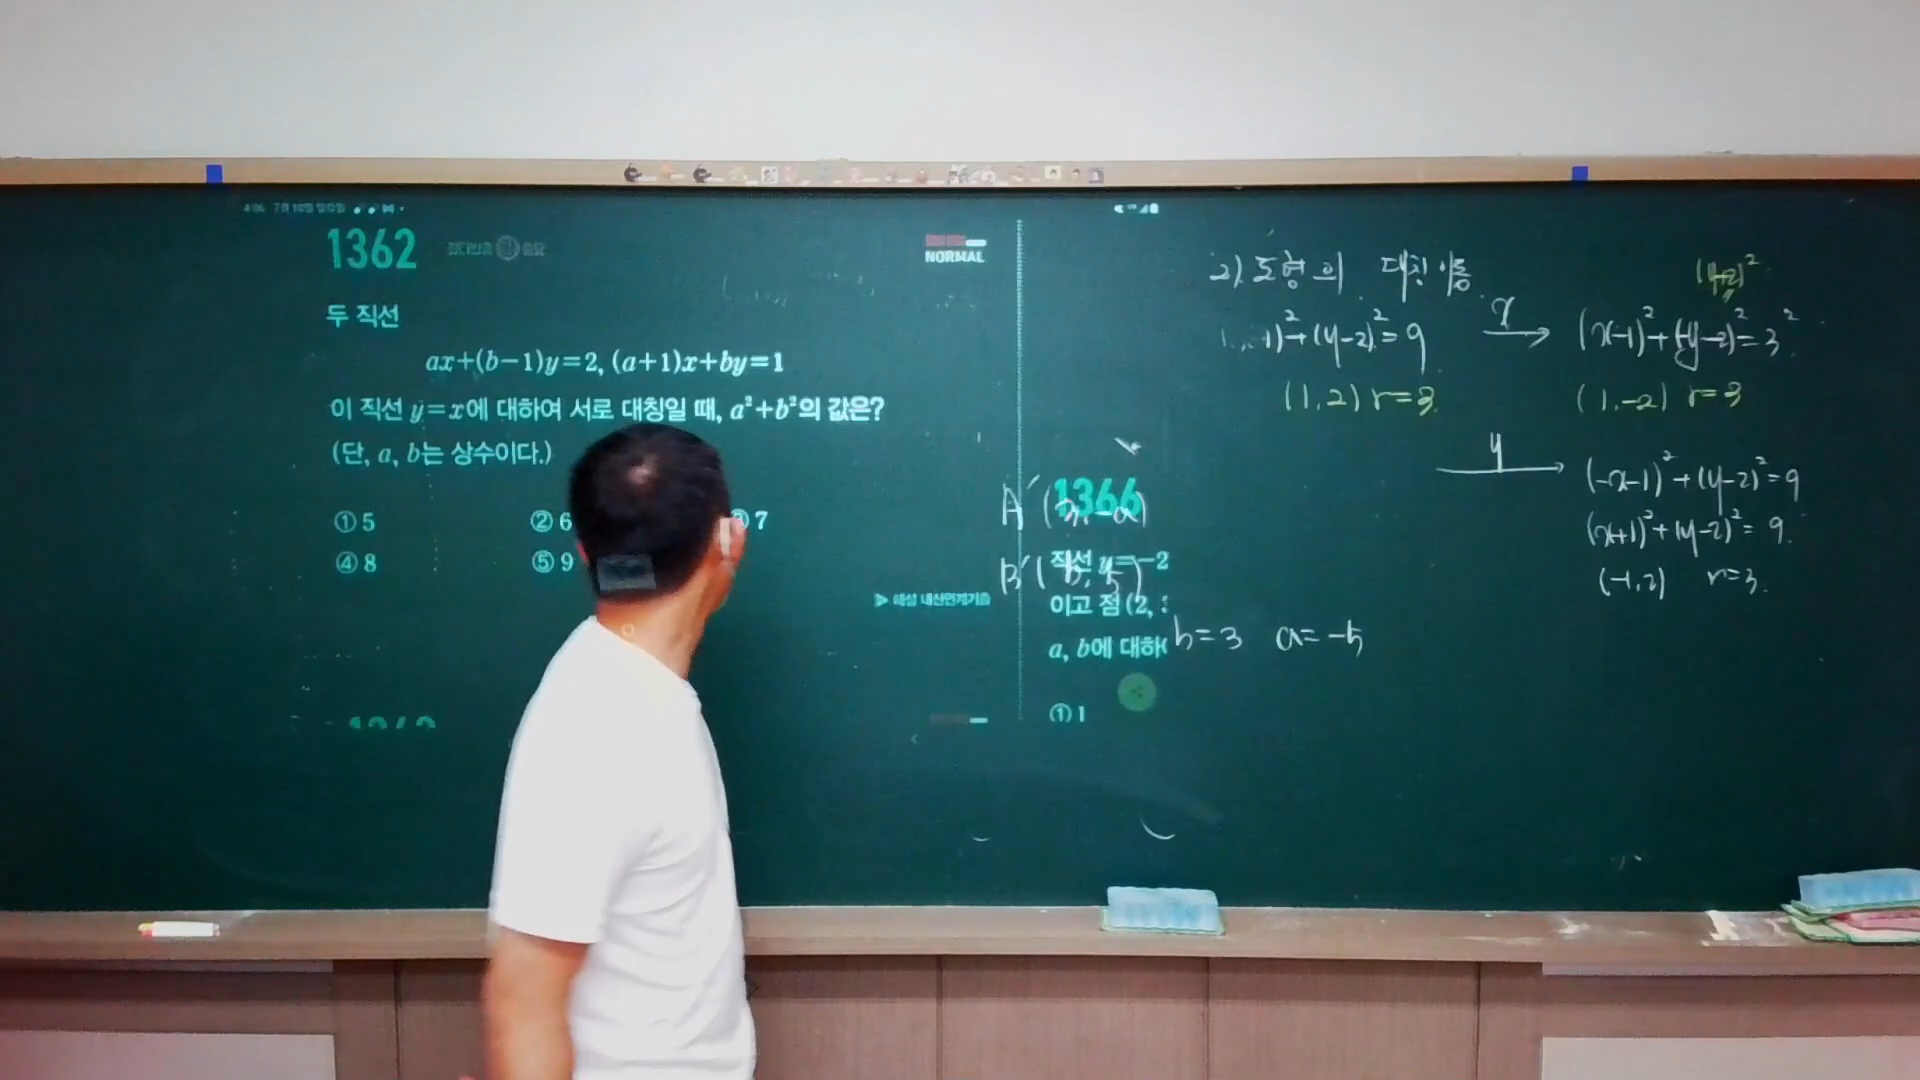 1362
NORMAL
두 직선
ax+(b−1)y=2, (a+1)x+by=1
이 직선 y=x에 대하여 서로 대칭일 때, a²+b²의 값은?
(단, a, b는 상수이다.)
① 5 ② 6 7
④ 8 ⑤ 9
1366
직선 y=−2
이고 점(2,
a, b에 대하
① 1
A′(3, -a)
B′(b, 5)
b=3 a=-5
2) 도형의 대칭이동
(y+2)²
1)²+(y-2)²=9 x→ (x-1)²+(-y-2)²=3²
(1, 2) r=3 (1, -2) r=3
y→ (-x-1)²+(y-2)²=9
(x+1)²+(y-2)²=9.
(-1, 2) r=3.